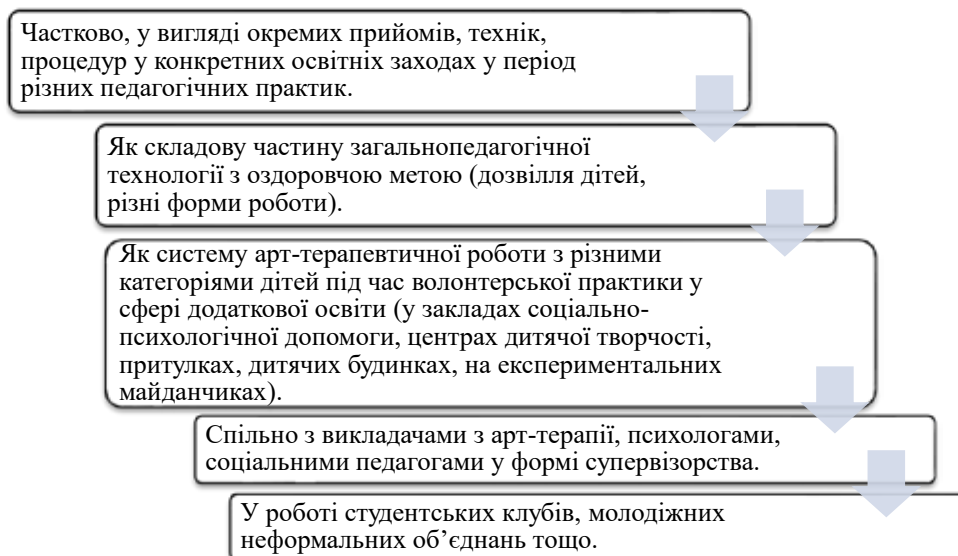 Частково, у вигляді окремих прийомів, технік,
процедур у конкретних освітніх заходах у період
різних педагогічних практик.
Як складову частину загальнопедагогічної
технології з оздоровчою метою (дозвілля дітей,
різні форми роботи).
Як систему арт-терапевтичної роботи з різними
категоріями дітей під час волонтерської практики у
сфері додаткової освіти (у закладах соціально-
психологічної допомоги, центрах дитячої творчості,
притулках, дитячих будинках, на експериментальних
майданчиках).
Спільно з викладачами з арт-терапії, психологами,
соціальними педагогами у формі супервізорства.
У роботі студентських клубів, молодіжних
неформальних об’єднань тощо.